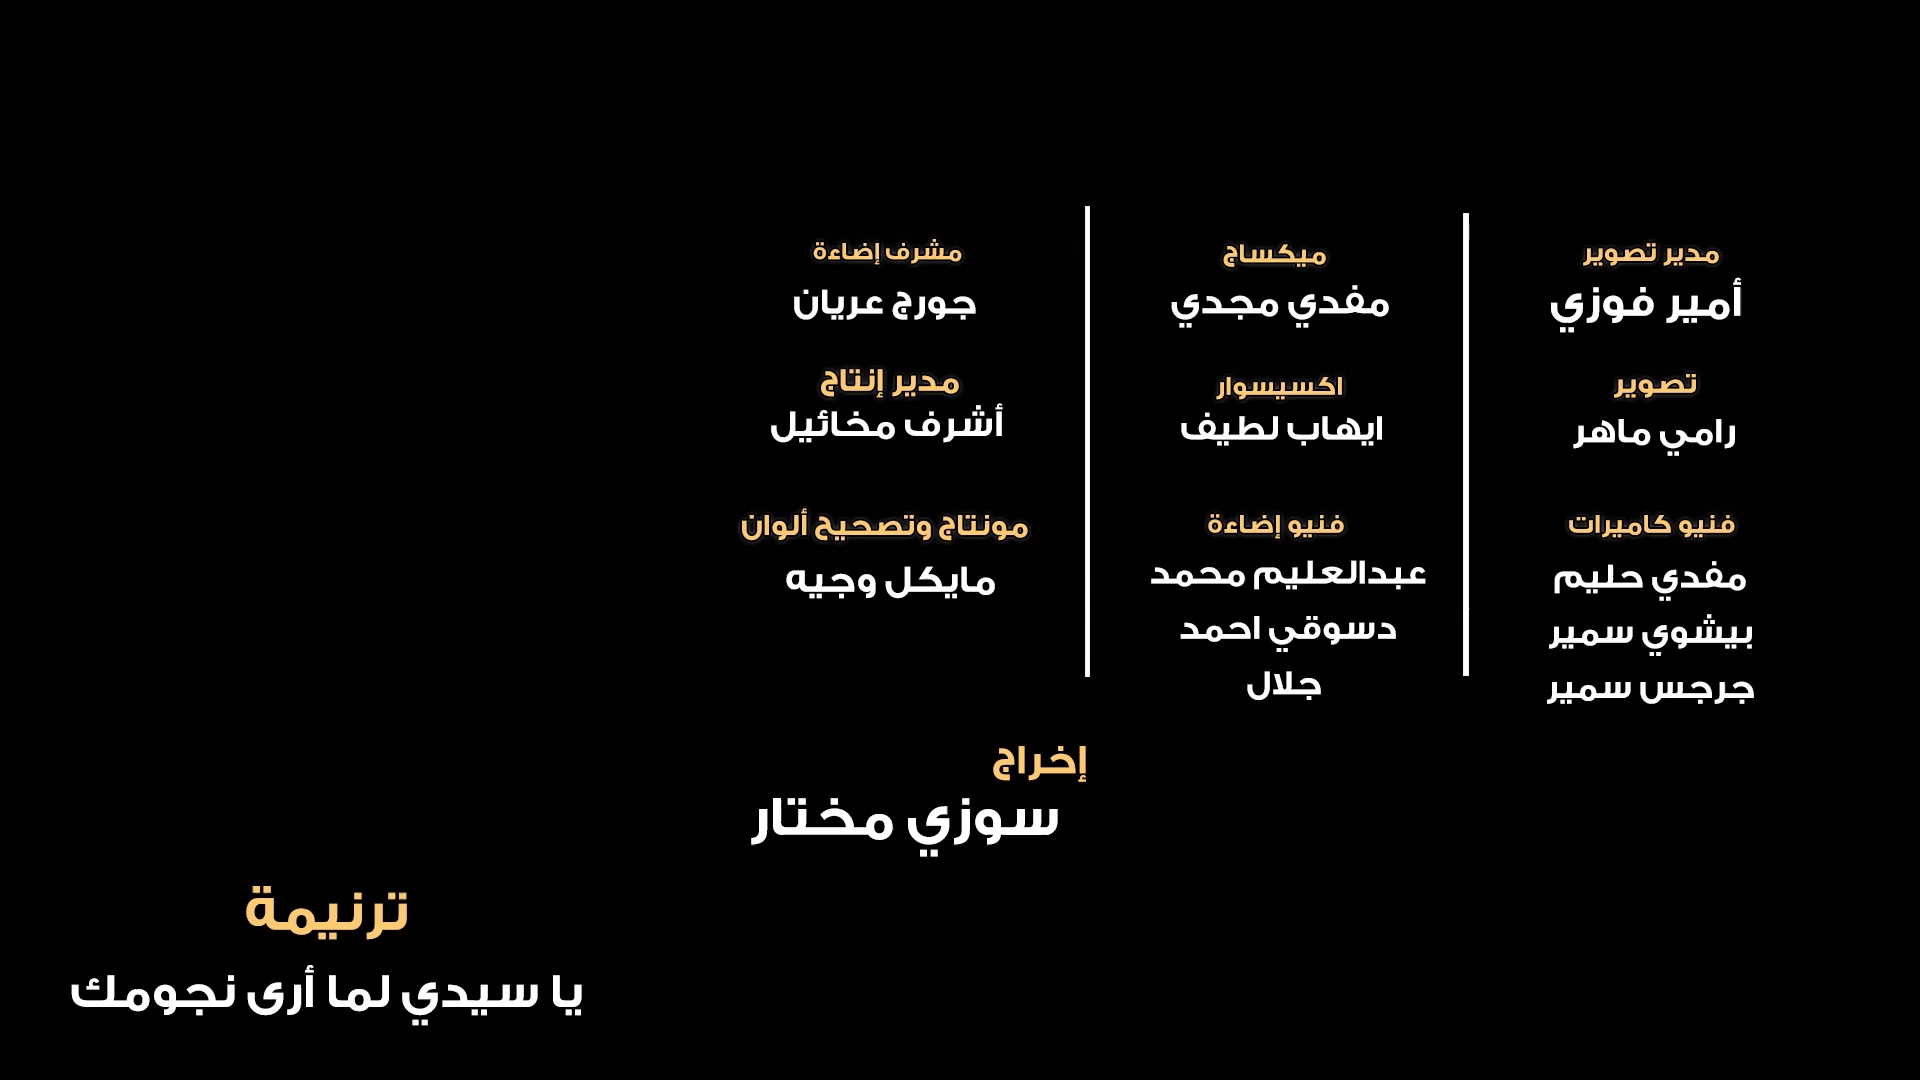 مدير تصوير
أمير فوزي
تصوير
رامي ماهر
فنيو كاميرات
مفدي حليم
بيشوي سمير
جرجس سمير
ميكساج
مفدي مجدي
اكسيسوار
ايهاب لطيف
فنيو إضاءة
عبدالعليم محمد
دسوقي احمد
جلال
مشرف إضاءة
جورج عريان
مدير إنتاج
أشرف مخائيل
مونتاج وتصحيح ألوان
مايكل وجيه
إخراج
سوزي مختار
ترنيمة
يا سيدي لما أرى نجومك